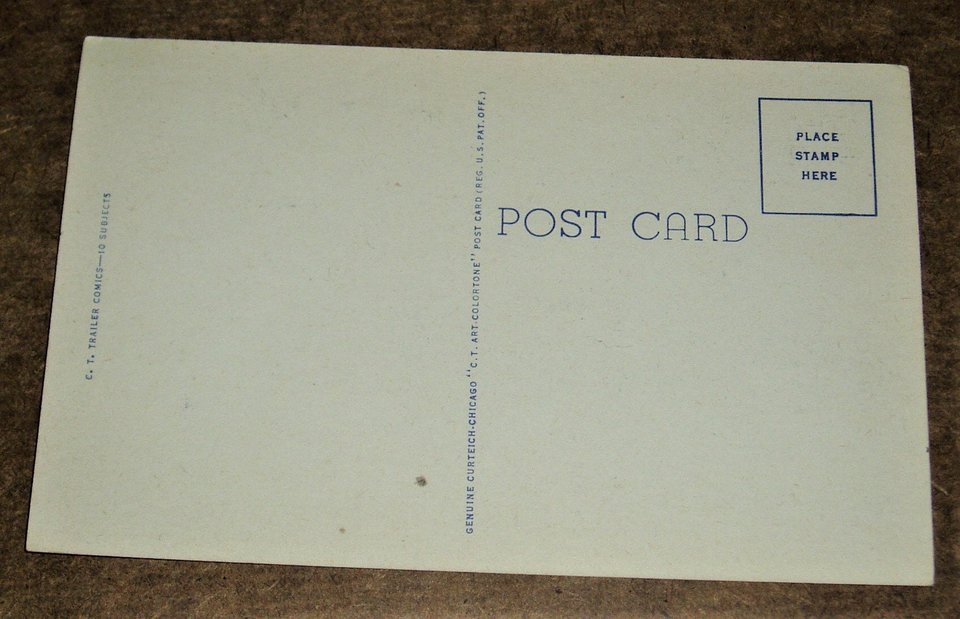 C. T. TRAILER COMICS—10 SUBJECTS
GENUINE CURTEICH-CHICAGO "C.T. ART-COLORTONE" POST CARD (REG. U.S. PAT. OFF.)
POST CARD
PLACE
STAMP
HERE